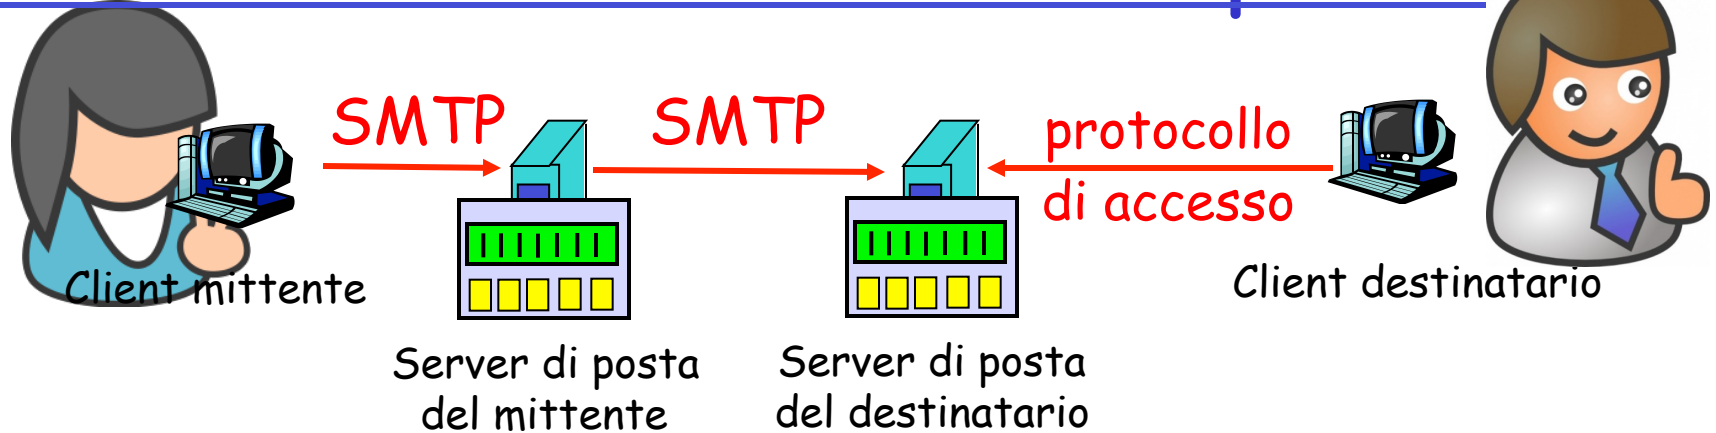 SMTP
SMTP
protocollo
di accesso
Client mittente
Client destinatario
Server di posta
del mittente
Server di posta
del destinatario